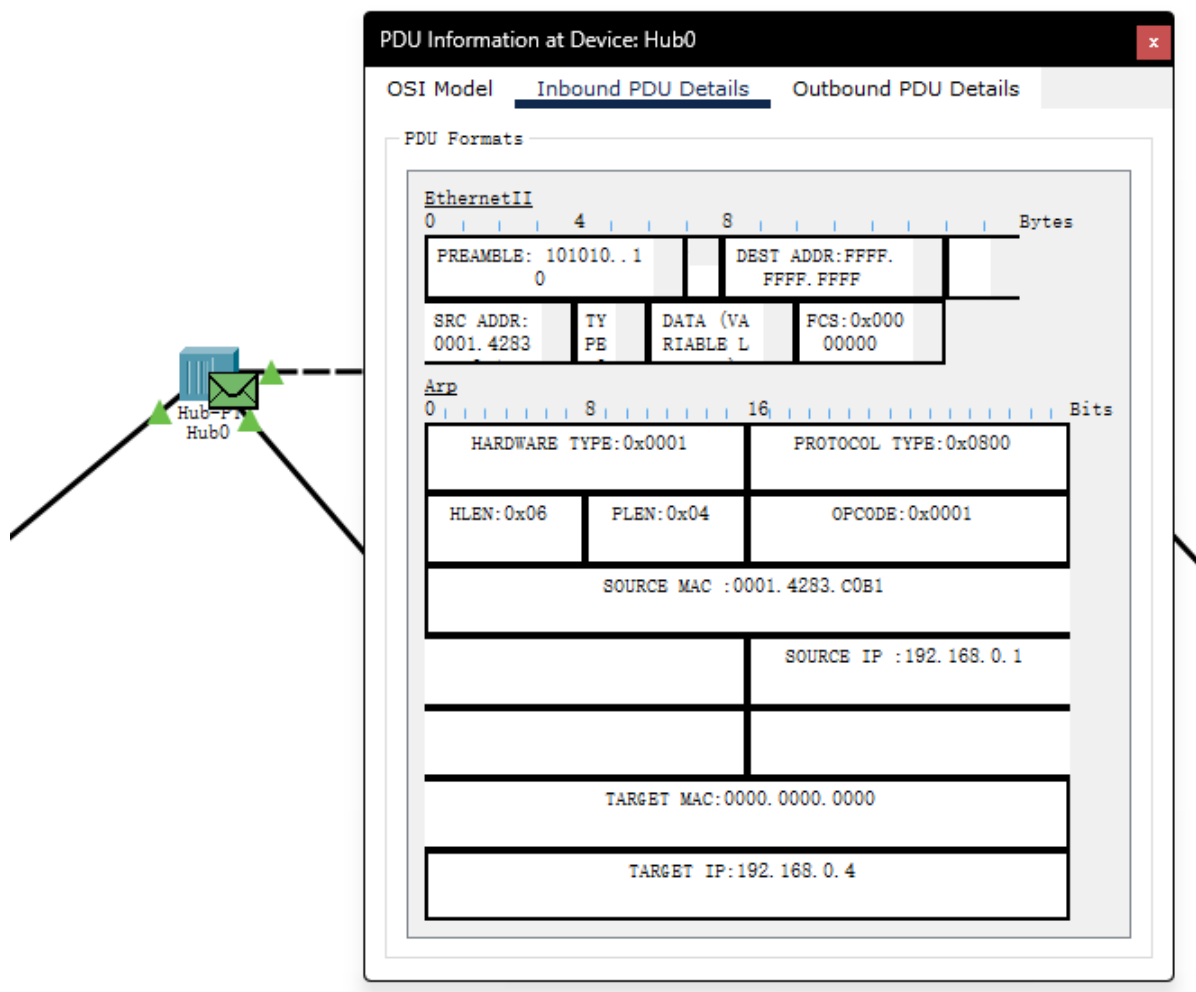 PDU Information at Device: Hub0
x
OSI Model Inbound PDU Details Outbound PDU Details
PDU Formats
EthernetII
0 4 8 Bytes
PREAMBLE: 101010..1
0
DEST ADDR:FFFF.
FFFF.FFFF
SRC ADDR:
0001.4283
TY
PE
DATA (VA
RIABLE L
FCS:0x000
00000
Arp
0 8 16 Bits
HARDWARE TYPE:0x0001 PROTOCOL TYPE:0x0800
HLEN:0x06 PLEN:0x04 OPCODE:0x0001
SOURCE MAC :0001.4283.C0B1
SOURCE IP :192.168.0.1
TARGET MAC:0000.0000.0000
TARGET IP:192.168.0.4
Hub0